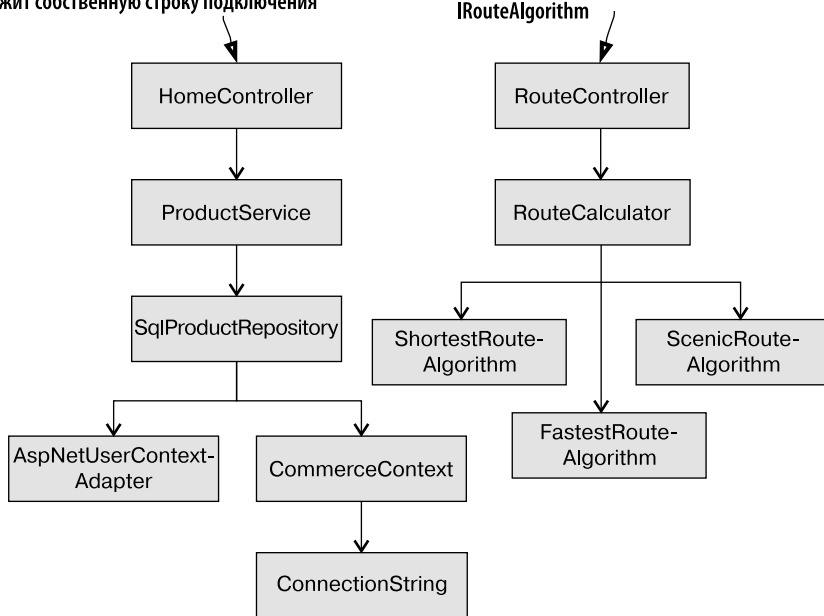 собственную строку подключения
IRouteAlgorithm
HomeController
RouteController
ProductService
RouteCalculator
SqlProductRepository
ShortestRoute-
Algorithm
ScenicRoute-
Algorithm
FastestRoute-
Algorithm
AspNetUserContext-
Adapter
CommerceContext
ConnectionString